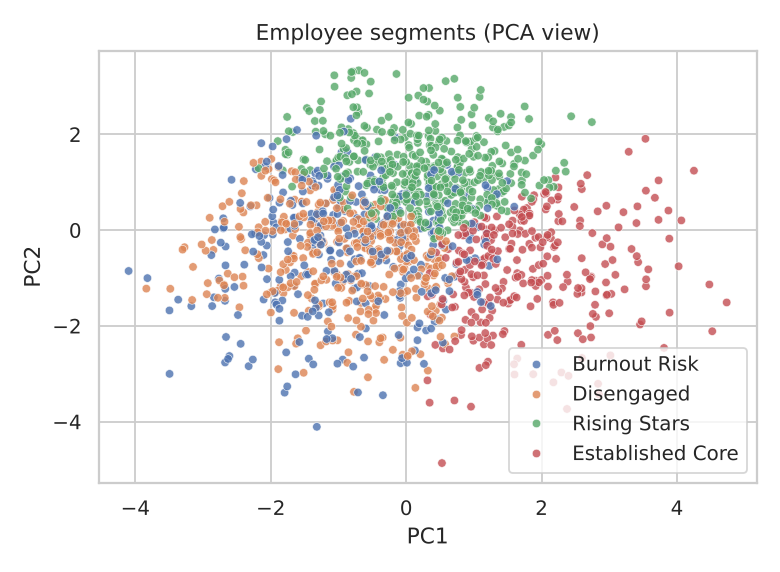 Employee segments (PCA view)
2
0
−2
−4
PC2
Burnout Risk
Disengaged
Rising Stars
Established Core
−4
−2
0
2
4
PC1